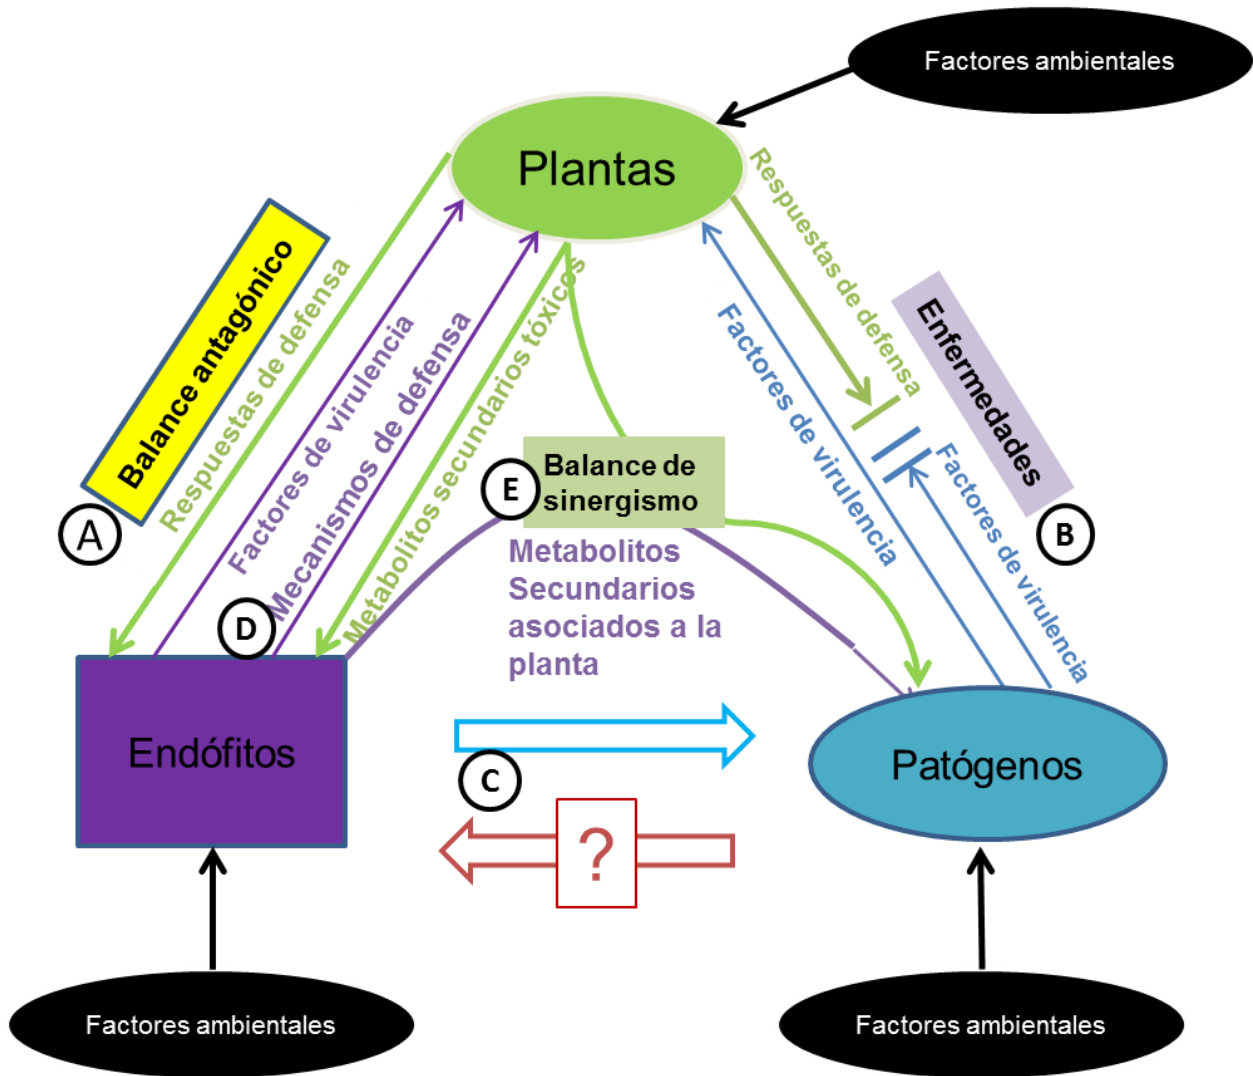 Factores ambientales
Plantas
Respuestas de defensa
Balance antagónico
Respuestas de defensa
Factores de virulencia
Mecanismos de defensa
Metabolitos secundarios tóxicos
Factores de virulencia
Enfermedades
Factores de virulencia
A
B
E
Balance de
sinergismo
Metabolitos
Secundarios
asociados a la
planta
D
Endófitos
C
?
Patógenos
Factores ambientales
Factores ambientales